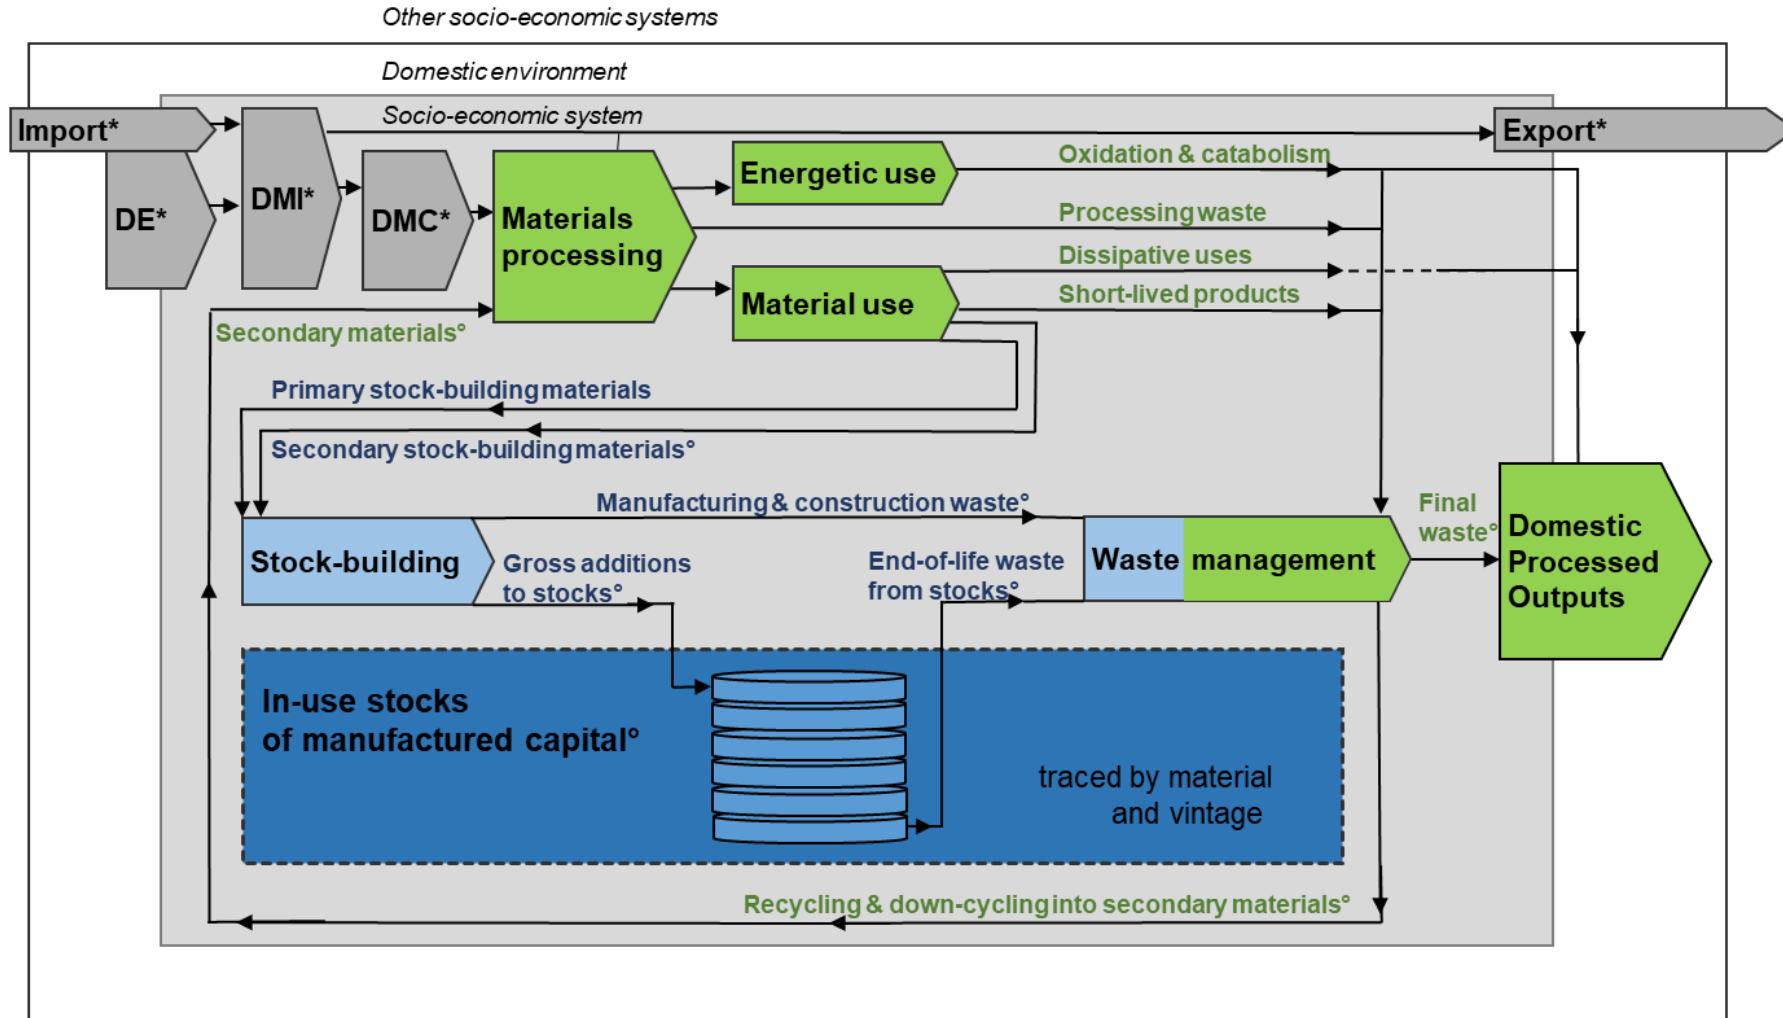 Other socio-economic systems
Domestic environment
Socio-economic system
Import*
Export*
DE*
DMI*
DMC*
Materials
processing
Energetic use
Oxidation & catabolism
Processing waste
Dissipative uses
Material use
Short-lived products
Secondary materials°
Primary stock-building materials
Secondary stock-building materials°
Manufacturing & construction waste°
Stock-building
Gross additions
to stocks°
End-of-life waste
from stocks°
Waste management
Final
waste°
Domestic
Processed
Outputs
In-use stocks
of manufactured capital°
traced by material
and vintage
Recycling & down-cycling into secondary materials°